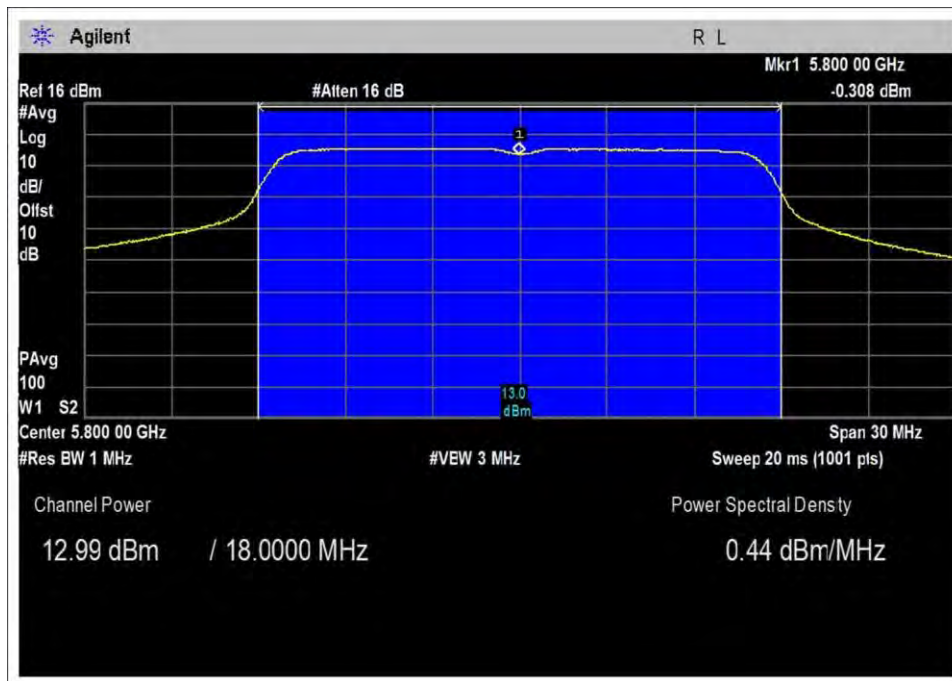 Agilent
R L
Mkr1 5.800 00 GHz
Ref 16 dBm #Atten 16 dB -0.308 dBm
#Avg
Log
10
dB/
Offst
10
dB
1
PAvg
100
W1 S2
13.0
dBm
Center 5.800 00 GHz Span 30 MHz
#Res BW 1 MHz #VBW 3 MHz Sweep 20 ms (1001 pts)
Channel Power Power Spectral Density
12.99 dBm / 18.0000 MHz 0.44 dBm/MHz